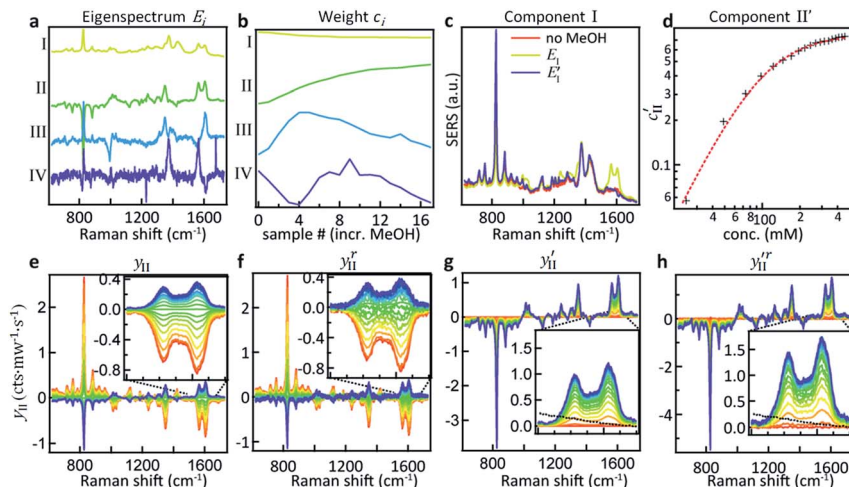 a Eigenspectrum E_i
I
II
III
IV
800 1200 1600
Raman shift (cm⁻¹)
b Weight c_i
I
II
III
IV
0 5 10 15
sample # (incr. MeOH)
c Component I
no MeOH
E_I
E'_I
SERS (a.u.)
800 1200 1600
Raman shift (cm⁻¹)
d Component II'
c'_II
6
4
3
2
0.1
6
4 6 8 100 2 4
conc. (mM)
e y_II
y_II (cts·mw⁻¹·s⁻¹)
2
1
0
-1
0.4
0.0
-0.4
-0.8
800 1200 1600
Raman shift (cm⁻¹)
f y^r_II
2
1
0
-1
0.4
0.0
-0.4
-0.8
800 1200 1600
Raman shift (cm⁻¹)
g y'_II
1
0
-1
-2
-3
1.5
1.0
0.5
0.0
800 1200 1600
Raman shift (cm⁻¹)
h y'^r_II
0
-2
-4
1.5
1.0
0.5
0.0
800 1200 1600
Raman shift (cm⁻¹)